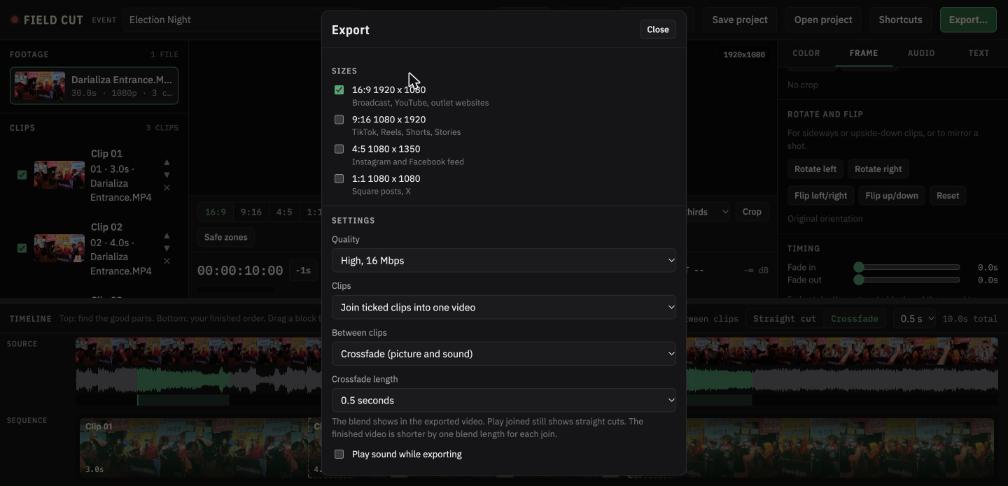 FIELD CUT EVENT Election Night
Save project Open project Shortcuts Export...
FOOTAGE 1 FILE
Darializa Entrance.M...
30.0s · 1080p · 3 c...
CLIPS 3 CLIPS
Clip 01
01 · 3.0s ·
Darializa
Entrance.MP4
Clip 02
02 · 4.0s ·
Darializa
Entrance.MP4
1920x1080
16:9 9:16 4:5
Safe zones
Crop
00:00:10:00 -1s
-∞ dB
Export Close
SIZES
16:9 1920 x 1080
Broadcast, YouTube, outlet websites
9:16 1080 x 1920
TikTok, Reels, Shorts, Stories
4:5 1080 x 1350
Instagram and Facebook feed
1:1 1080 x 1080
Square posts, X
SETTINGS
Quality
High, 16 Mbps
Clips
Join ticked clips into one video
Between clips
Crossfade (picture and sound)
Crossfade length
0.5 seconds
The blend shows in the exported video. Play joined still shows straight cuts. The
finished video is shorter by one blend length for each join.
Play sound while exporting
COLOR FRAME AUDIO TEXT
No crop
ROTATE AND FLIP
For sideways or upside-down clips, or to mirror a
shot.
Rotate left Rotate right
Flip left/right Flip up/down Reset
Original orientation
TIMING
Fade in 0.0s
Fade out 0.0s
TIMELINE Top: find the good parts. Bottom: your finished order. Drag a block
clips Straight cut Crossfade 0.5 s 10.0s total
SOURCE
SEQUENCE
Clip 01
3.0s